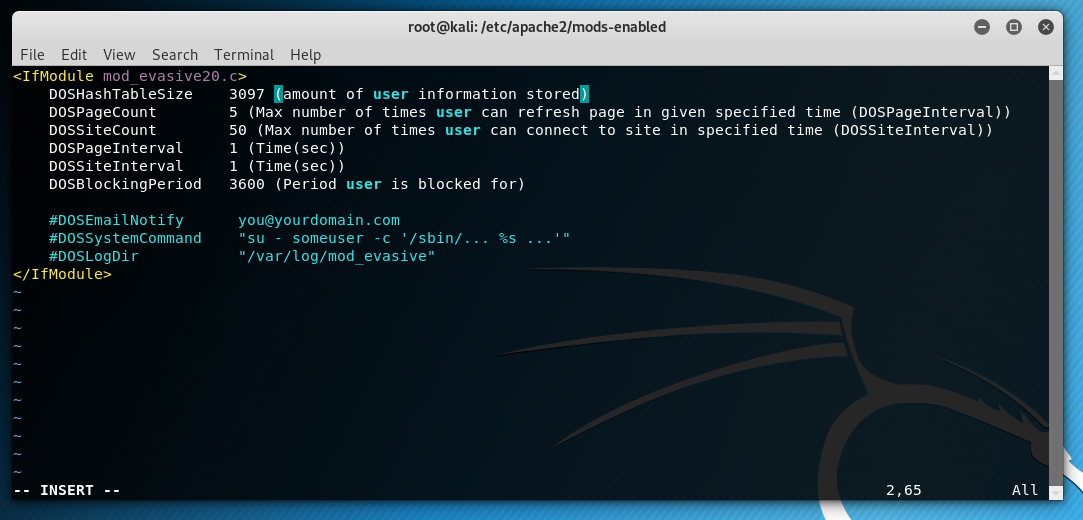 root@kali: /etc/apache2/mods-enabled
File Edit View Search Terminal Help
<IfModule mod_evasive20.c>
    DOSHashTableSize    3097 (amount of user information stored)
    DOSPageCount        5 (Max number of times user can refresh page in given specified time (DOSPageInterval))
    DOSSiteCount        50 (Max number of times user can connect to site in specified time (DOSSiteInterval))
    DOSPageInterval     1 (Time(sec))
    DOSSiteInterval     1 (Time(sec))
    DOSBlockingPeriod   3600 (Period user is blocked for)
    #DOSEmailNotify      you@yourdomain.com
    #DOSSystemCommand    "su - someuser -c '/sbin/... %s ...'"
    #DOSLogDir           "/var/log/mod_evasive"
</IfModule>
~
~
~
~
~
~
~
~
~
~
~
-- INSERT -- 2,65 All